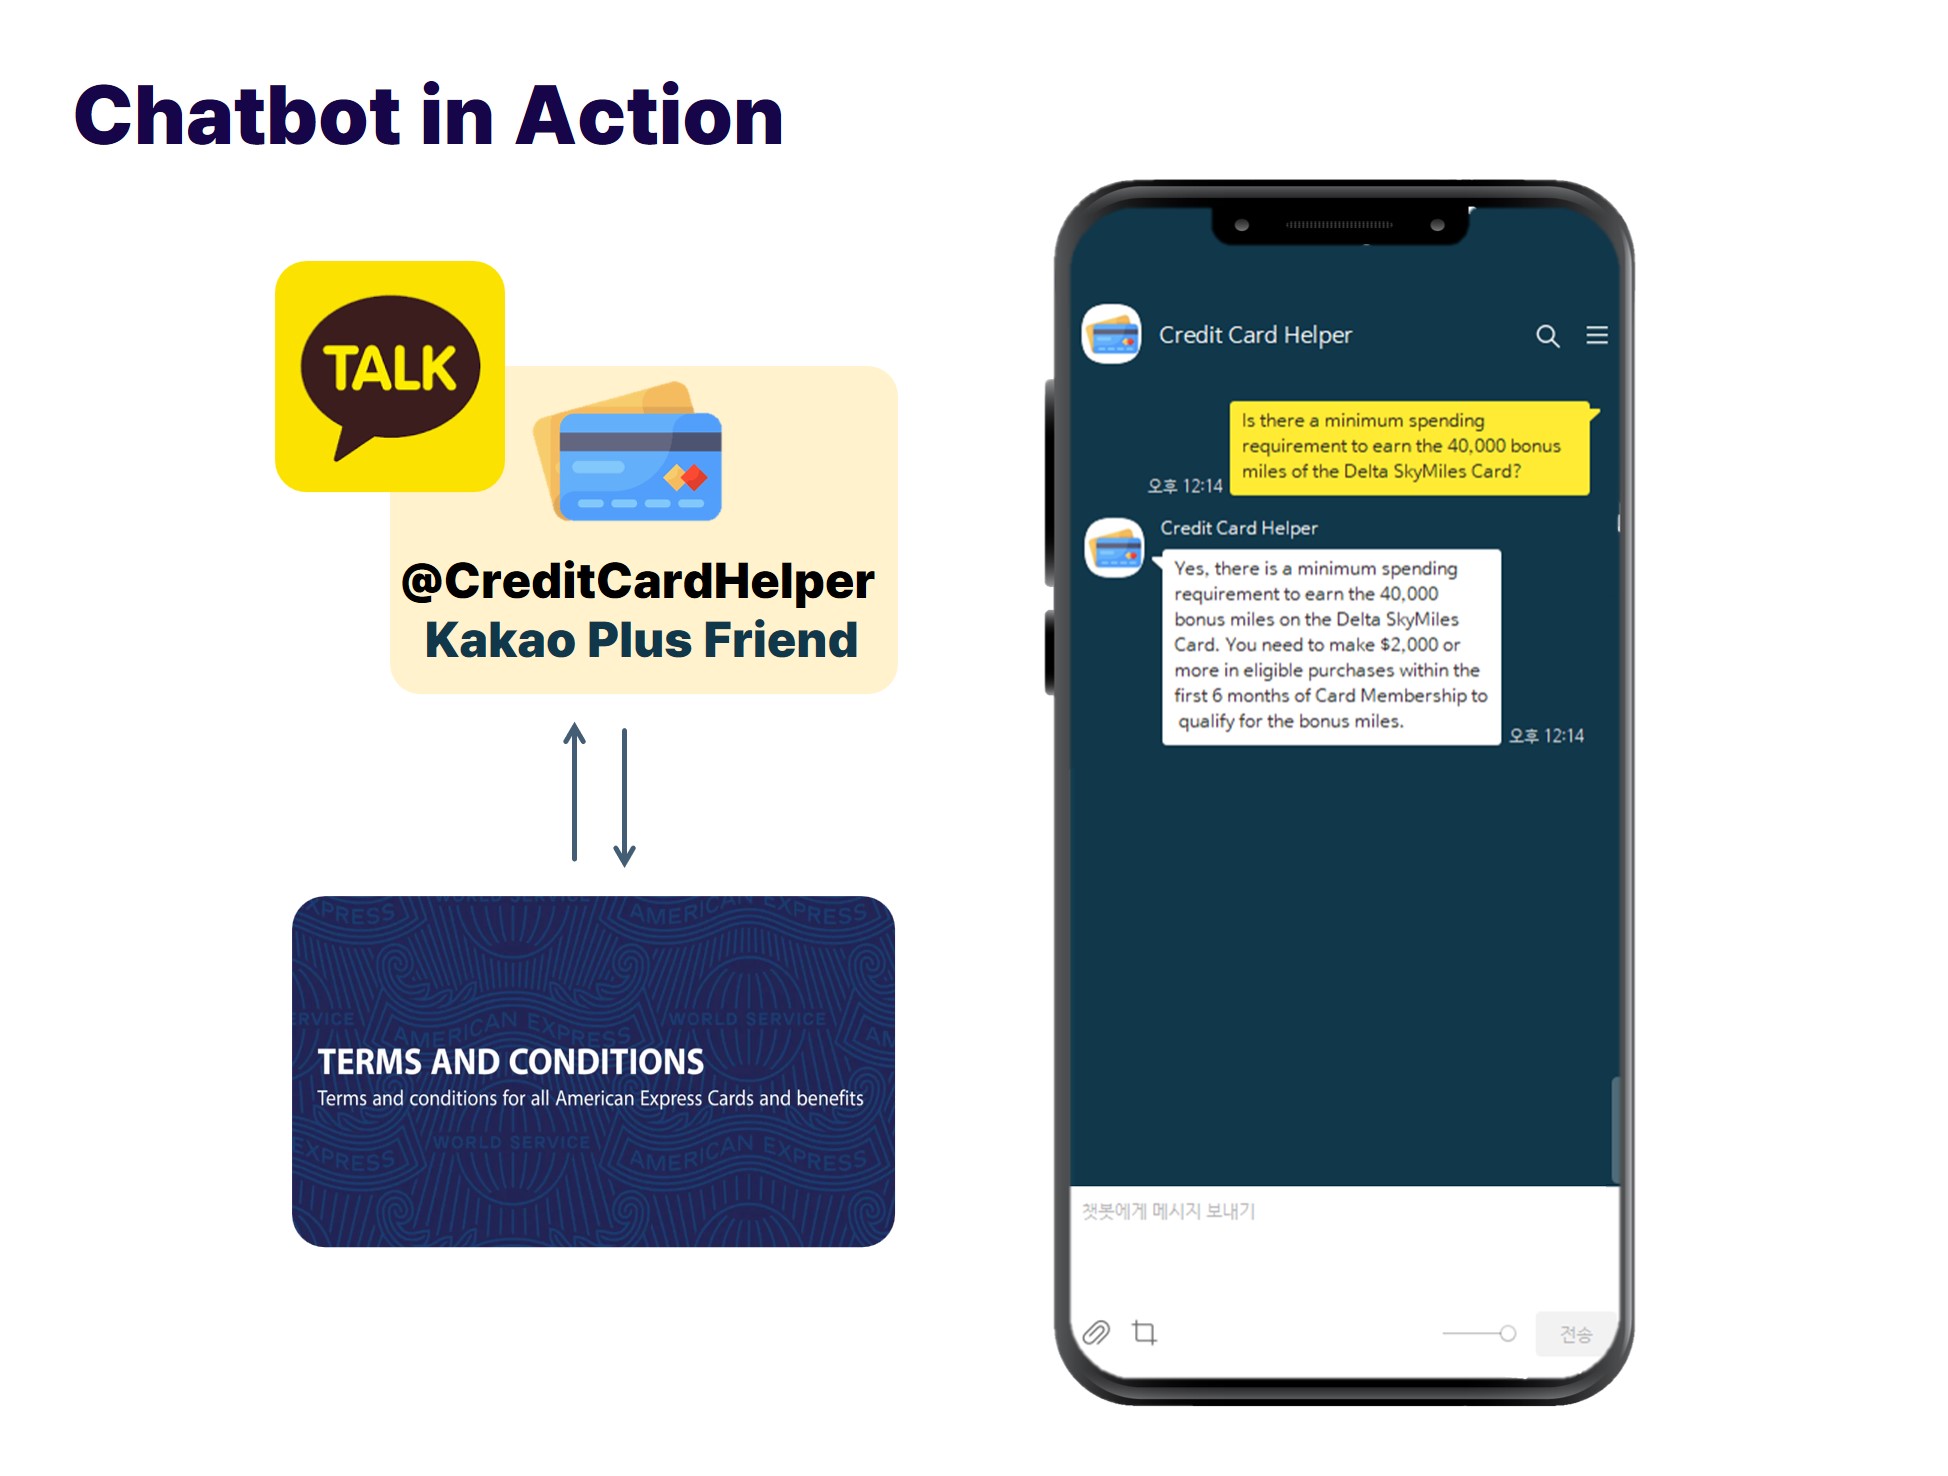 Chatbot in Action
TALK
@CreditCardHelper
Kakao Plus Friend
AMERICAN EXPRESS
WORLD SERVICE
TERMS AND CONDITIONS
Terms and conditions for all American Express Cards and benefits
WORLD SERVICE
AMERICAN EXPRESS
Credit Card Helper
Is there a minimum spending
requirement to earn the 40,000 bonus
miles of the Delta SkyMiles Card?
오후 12:14
Credit Card Helper
Yes, there is a minimum spending
requirement to earn the 40,000
bonus miles on the Delta SkyMiles
Card. You need to make $2,000 or
more in eligible purchases within the
first 6 months of Card Membership to
qualify for the bonus miles.
오후 12:14
챗봇에게 메시지 보내기
전송